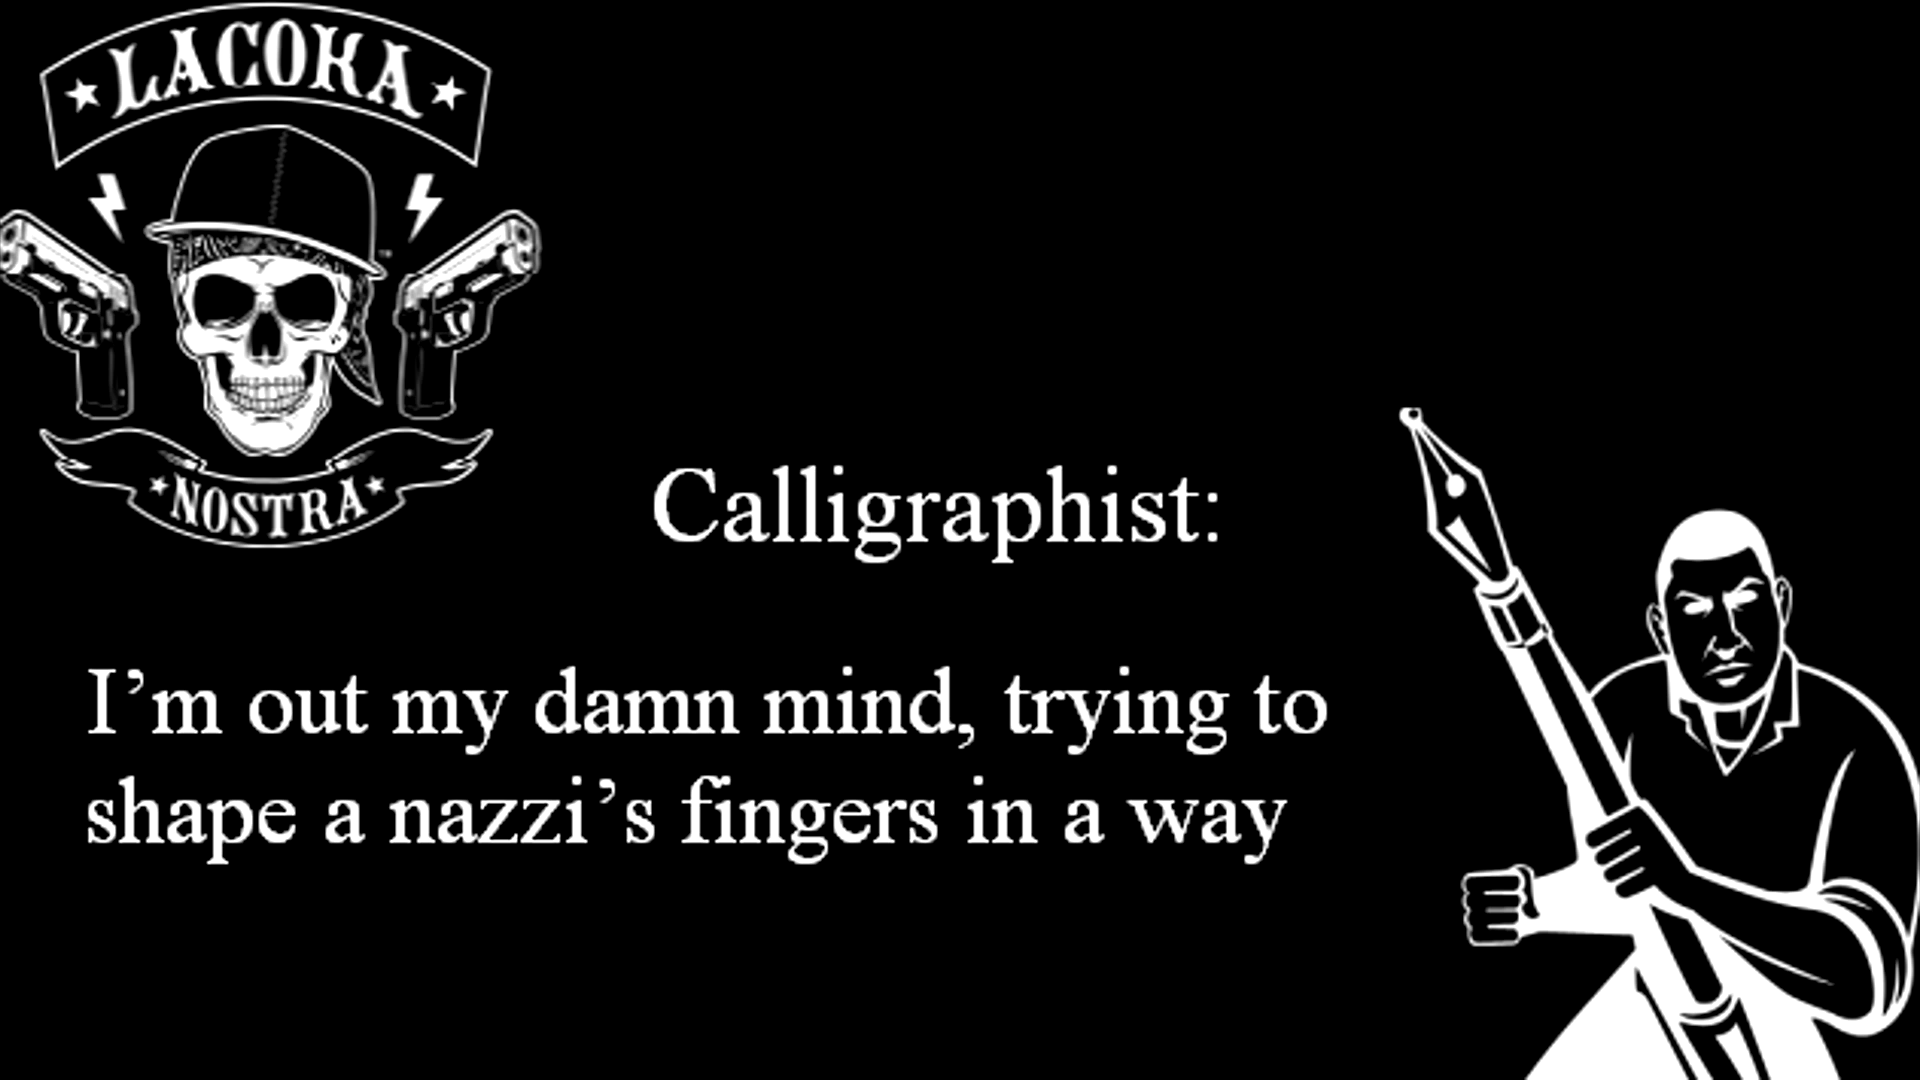 LACOKA
NOSTRA
Calligraphist:
I’m out my damn mind, trying to
shape a nazzi’s fingers in a way